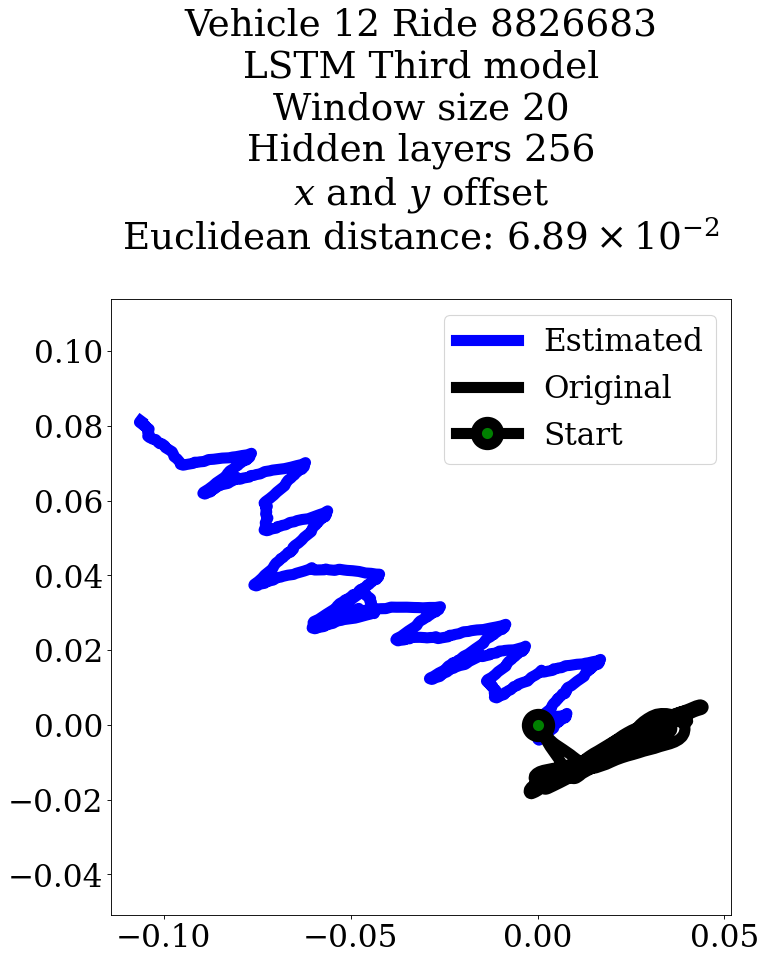 Vehicle 12 Ride 8826683
LSTM Third model
Window size 20
Hidden layers 256
x and y offset
Euclidean distance: 6.89 × 10⁻²
Estimated
Original
Start
0.10
0.08
0.06
0.04
0.02
0.00
−0.02
−0.04
−0.10 −0.05 0.00 0.05